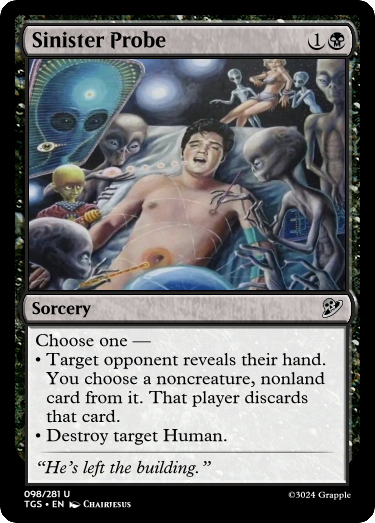 Sinister Probe 1
Sorcery
Choose one —
• Target opponent reveals their hand.
You choose a noncreature, nonland
card from it. That player discards
that card.
• Destroy target Human.
“He’s left the building.”
098/281 U
TGS • EN CHAIRJESUS
©3024 Grapple